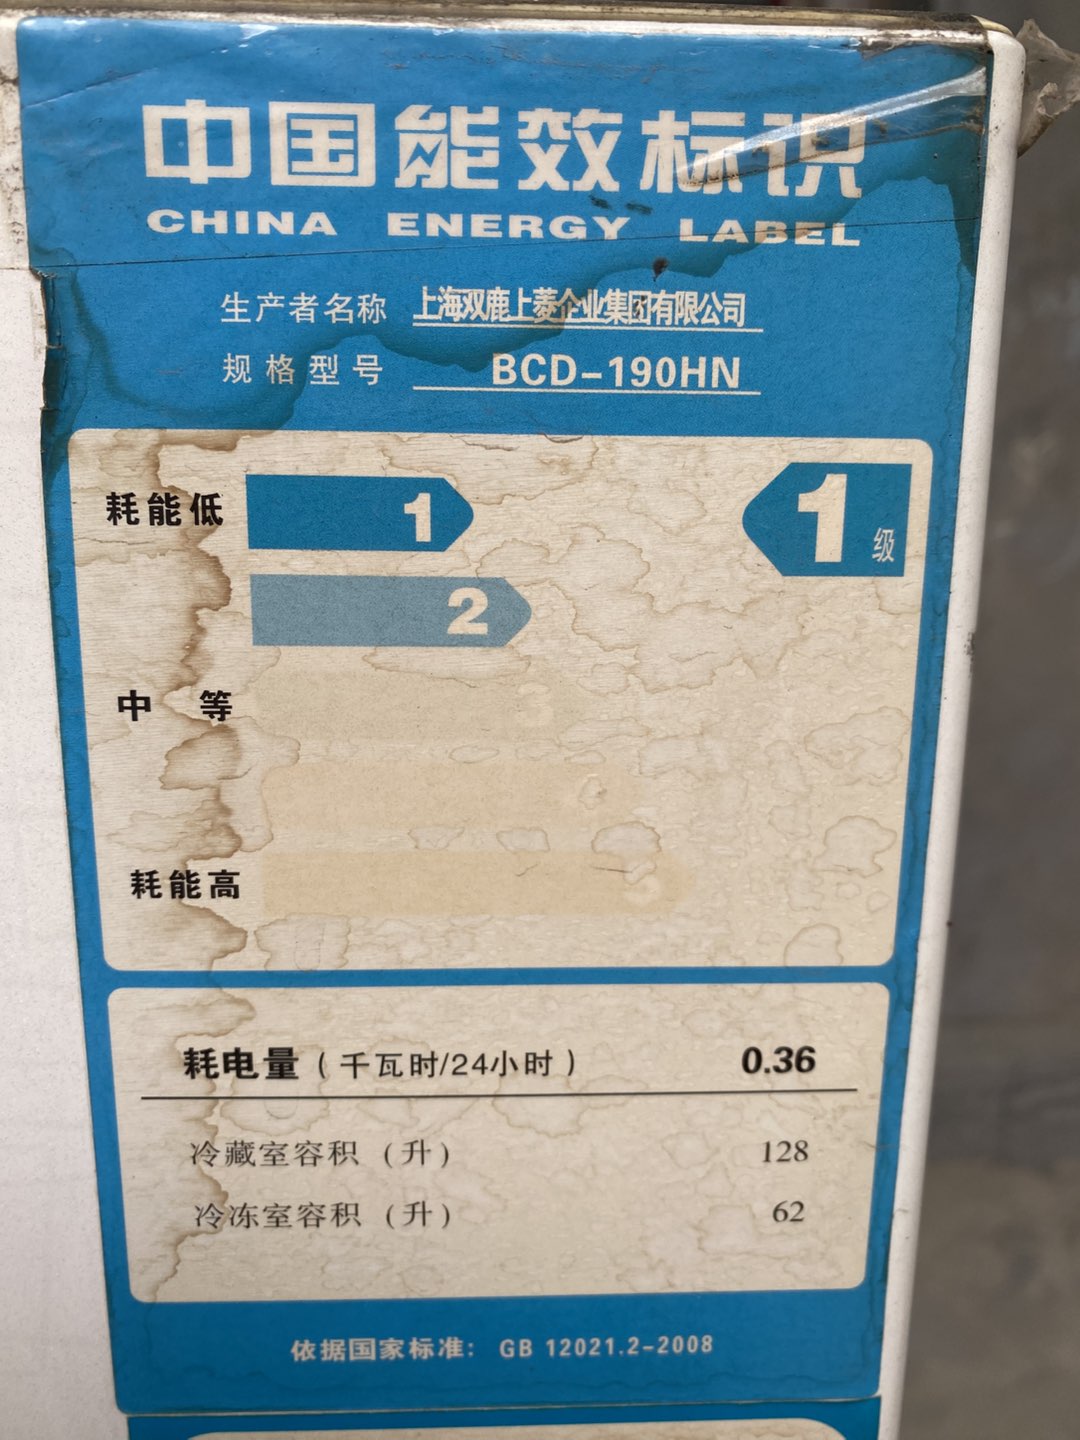 中国能效标识
CHINA ENERGY LABEL
生产者名称 上海双鹿上菱企业集团有限公司
规格型号 BCD-190HN
耗能低 1 1级
2
中等 3
耗能高 5
耗电量（千瓦时/24小时） 0.36
冷藏室容积（升） 128
冷冻室容积（升） 62
依据国家标准：GB 12021.2-2008